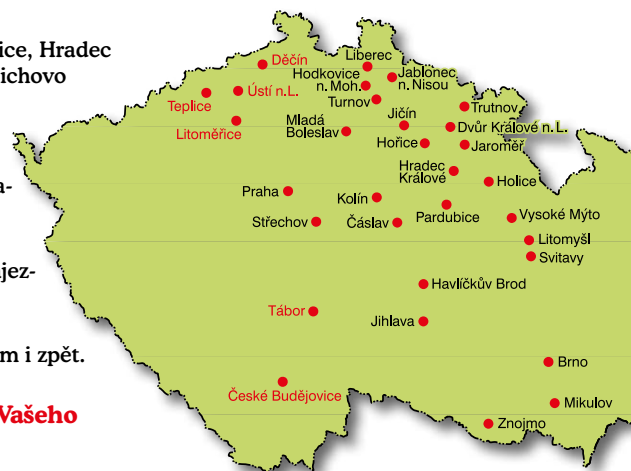 ice, Hradec
ichovo
a-
jez-
m i zpět.
Vašeho
Děčín
Liberec
Hodkovice
n. Moh.
Jablonec
n. Nisou
Teplice
Ústí n.L.
Turnov
Trutnov
Litoměřice
Mladá
Boleslav
Jičín
Dvůr Králové n. L.
Hořice
Jaroměř
Hradec
Králové
Holice
Praha
Kolín
Pardubice
Vysoké Mýto
Střechov
Čáslav
Litomyšl
Svitavy
Havlíčkův Brod
Tábor
Jihlava
Brno
České Budějovice
Mikulov
Znojmo